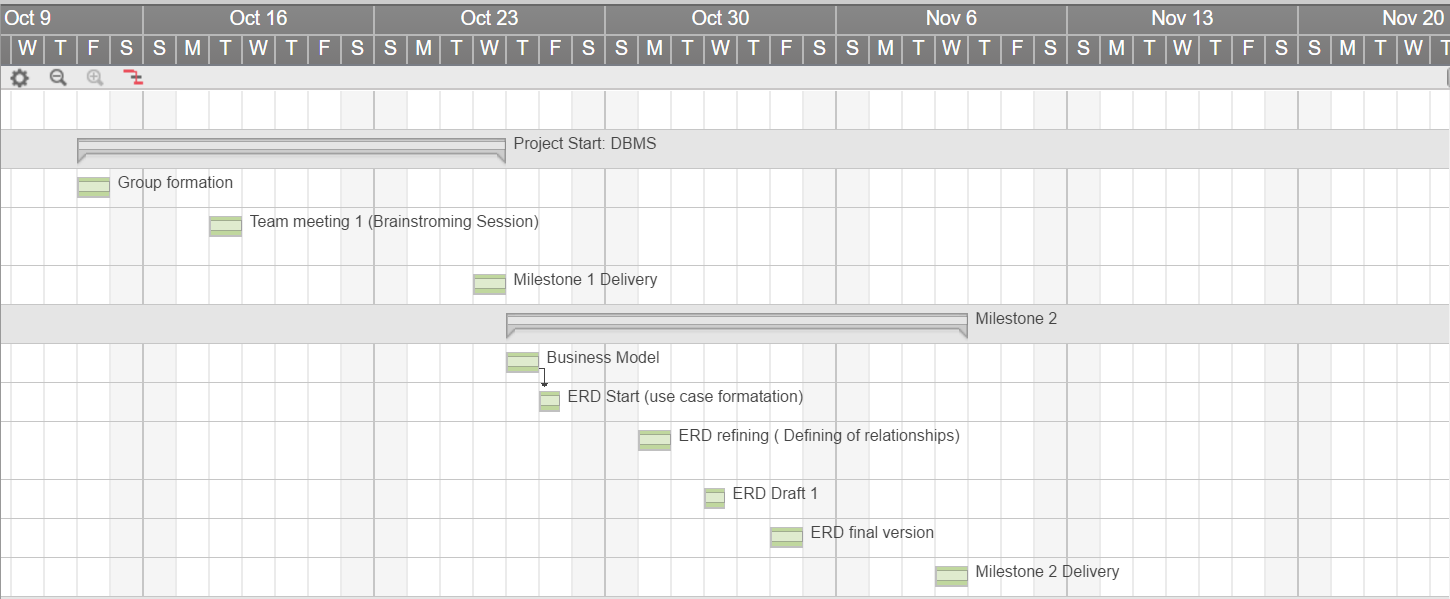 Oct 9 Oct 16 Oct 23 Oct 30 Nov 6 Nov 13 Nov 20
W T F S S M T W T F S S M T W T F S S M T W T F S S M T W T F S S M T W T F S S M T W T
Project Start: DBMS
Group formation
Team meeting 1 (Brainstroming Session)
Milestone 1 Delivery
Milestone 2
Business Model
ERD Start (use case formatation)
ERD refining ( Defining of relationships)
ERD Draft 1
ERD final version
Milestone 2 Delivery